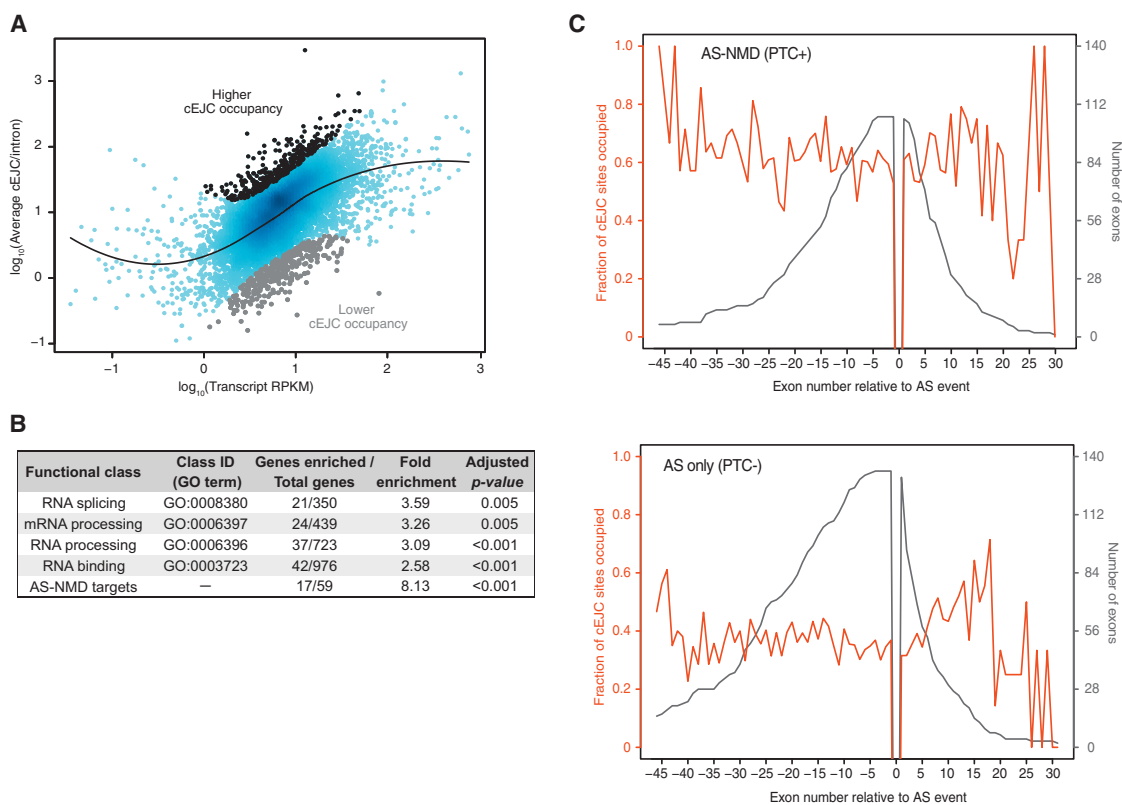 A
log10(Average cEJC/intron)
3
2
1
0
−1
Higher
cEJC occupancy
Lower
cEJC occupancy
−1 0 1 2 3
log10(Transcript RPKM)
B
Functional class Class ID (GO term) Genes enriched / Total genes Fold enrichment Adjusted p-value
RNA splicing GO:0008380 21/350 3.59 0.005
mRNA processing GO:0006397 24/439 3.26 0.005
RNA processing GO:0006396 37/723 3.09 <0.001
RNA binding GO:0003723 42/976 2.58 <0.001
AS-NMD targets — 17/59 8.13 <0.001
C
AS-NMD (PTC+)
Fraction of cEJC sites occupied
1.0
0.8
0.6
0.4
0.2
0
Number of exons
140
112
84
56
28
0
−45 −40 −35 −30 −25 −20 −15 −10 −5 0 5 10 15 20 25 30
Exon number relative to AS event
AS only (PTC-)
Fraction of cEJC sites occupied
1.0
0.8
0.6
0.4
0.2
0
Number of exons
140
112
84
56
28
0
−45 −40 −35 −30 −25 −20 −15 −10 −5 0 5 10 15 20 25 30
Exon number relative to AS event